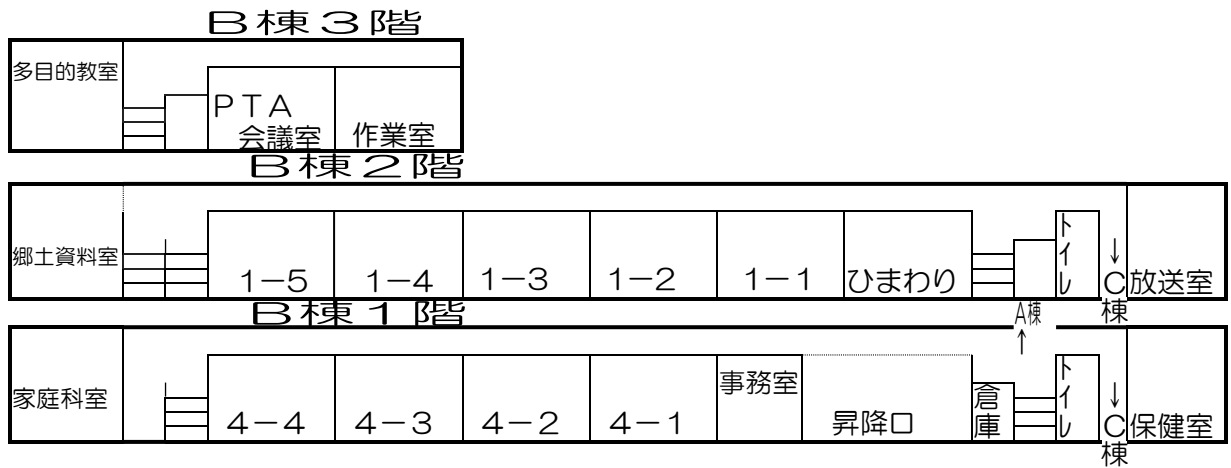 B棟3階
多目的教室
PTA
会議室
作業室
B棟2階
郷土資料室
1−5
1−4
1−3
1−2
1−1
ひまわり
トイレ
↓
C棟
放送室
B棟1階
A棟
↑
家庭科室
4−4
4−3
4−2
4−1
事務室
昇降口
倉庫
トイレ
↓
C棟
保健室